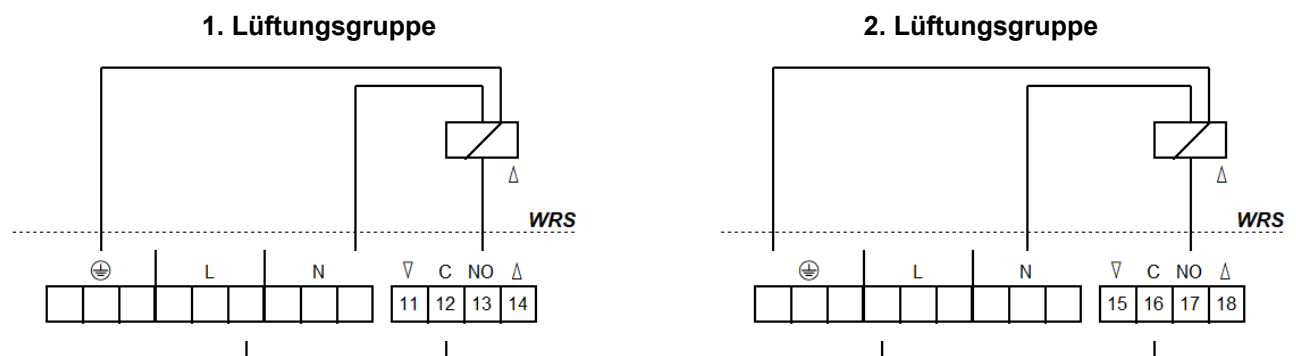 1. Lüftungsgruppe 2. Lüftungsgruppe
WRS WRS
L N C NO L N C NO
11 12 13 14 15 16 17 18